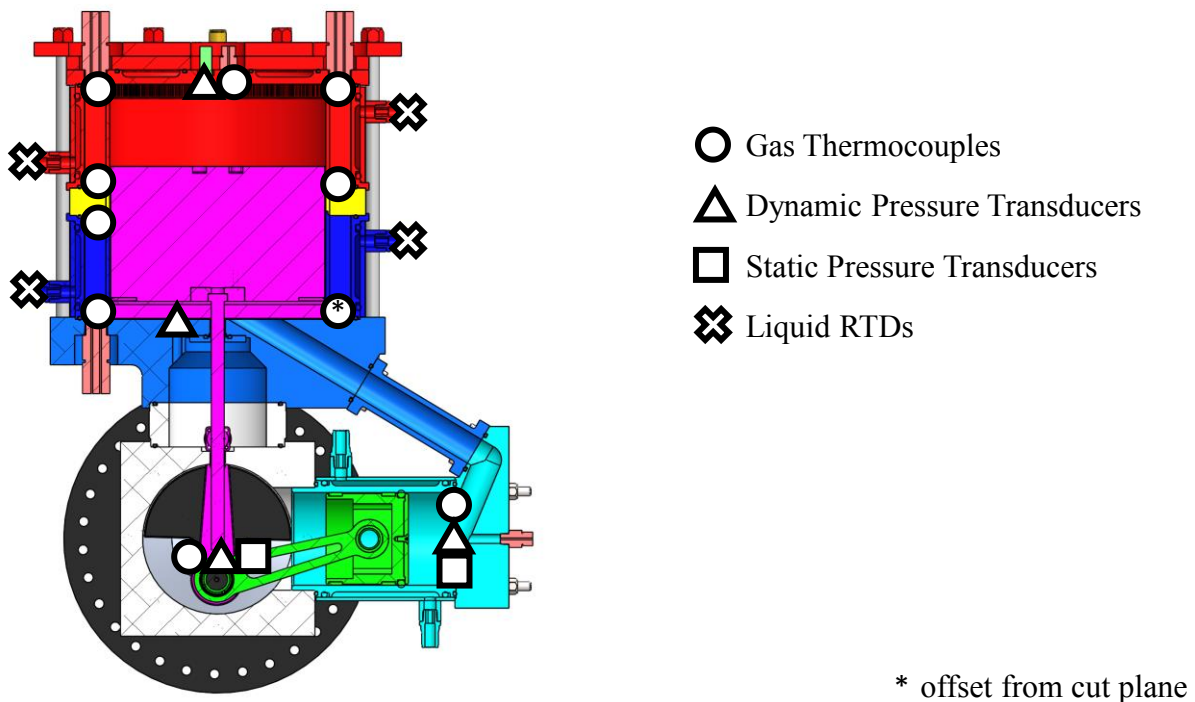 Gas Thermocouples
Dynamic Pressure Transducers
Static Pressure Transducers
Liquid RTDs
*
* offset from cut plane